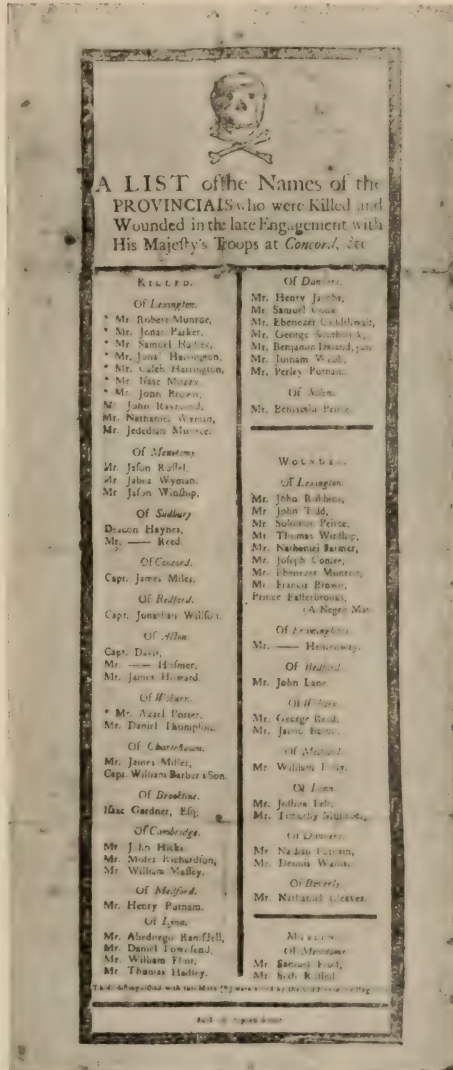 A LIST of the Names of the
PROVINCIALS who were Killed and
Wounded in the late Engagement with
His Majeſty's Troops at Concord, &c
KILLED.
Of Lexington.
* Mr. Robert Munroe,
* Mr. Jonas Parker,
* Mr. Samuel
* Mr. Jona Harrington,
* Mr. Caleb Harrington,
* Mr. Iſaac
* Mr. John Brown,
Mr. John
Mr. Nathaniel Wyman,
Mr. Jedediah Munroe.
Of Menotomy
Mr. Jaſon Ruſſel,
Mr Jabez Wyman,
Mr Jaſon Winſhip,
Of Sudbury
Deacon Haynes,
Mr. —— Reed.
Of Concord.
Capt. James Miles.
Of Bedford.
Capt. Jonathan Willſon.
Of Acton
Capt. Davis,
Mr. —— Hoſmer,
Mr. James Howard.
Of Woburn.
* Mr. Azael Porter,
Mr. Daniel Thompſon.
Of Charleſtown.
Mr. James Miller,
Capt. William Barber's Son.
Of Brookline.
Iſaac Gardner, Eſq;
Of Cambridge.
Mr John Hicks,
Mr. Moſes Richardſon,
Mr William Maſſey.
Of Medford.
Mr. Henry Putnam.
Of Lynn.
Mr. Abednego Ramſdell,
Mr. Daniel Townſend,
Mr. William Flint,
Mr. Thomas Hadley.
Of Danvers.
Mr. Henry Jacobs,
Mr. Samuel Cook
Mr. Ebenezer Goldthwait,
Mr. George Southwick,
Mr. Benjamin
Mr. Jotham Webb,
Mr. Perley Putnam.
Of Salem.
Mr. Benjamin Peirce
WOUNDED.
Of Lexington.
Mr. John Robbins,
Mr John Tidd,
Mr Solomon Peirce,
Mr Thomas Winſhip,
Mr. Nathaniel Farmer,
Mr. Joſeph Comee,
Mr. Ebenezer Munroe,
Mr Francis Brown,
Prince Eaſterbrooks,
(A Negro Man
Of Framingham
Mr. —— Hemenway.
Of Bedford.
Mr. John Lane
Of Woburn
Mr. George Reed,
Mr. Jacob
Of Medford
Mr William
Of Lynn
Mr. Joſhua Felt,
Mr. Timothy
Of Danvers.
Mr Nathan Putnam,
Mr. Dennis
Of Beverly
Mr. Nathaniel Cleaves.
MISSING
Of Menotomy
Mr Samuel Froſt,
Mr Seth Ruſſell
with this Mark [*] were killed by the